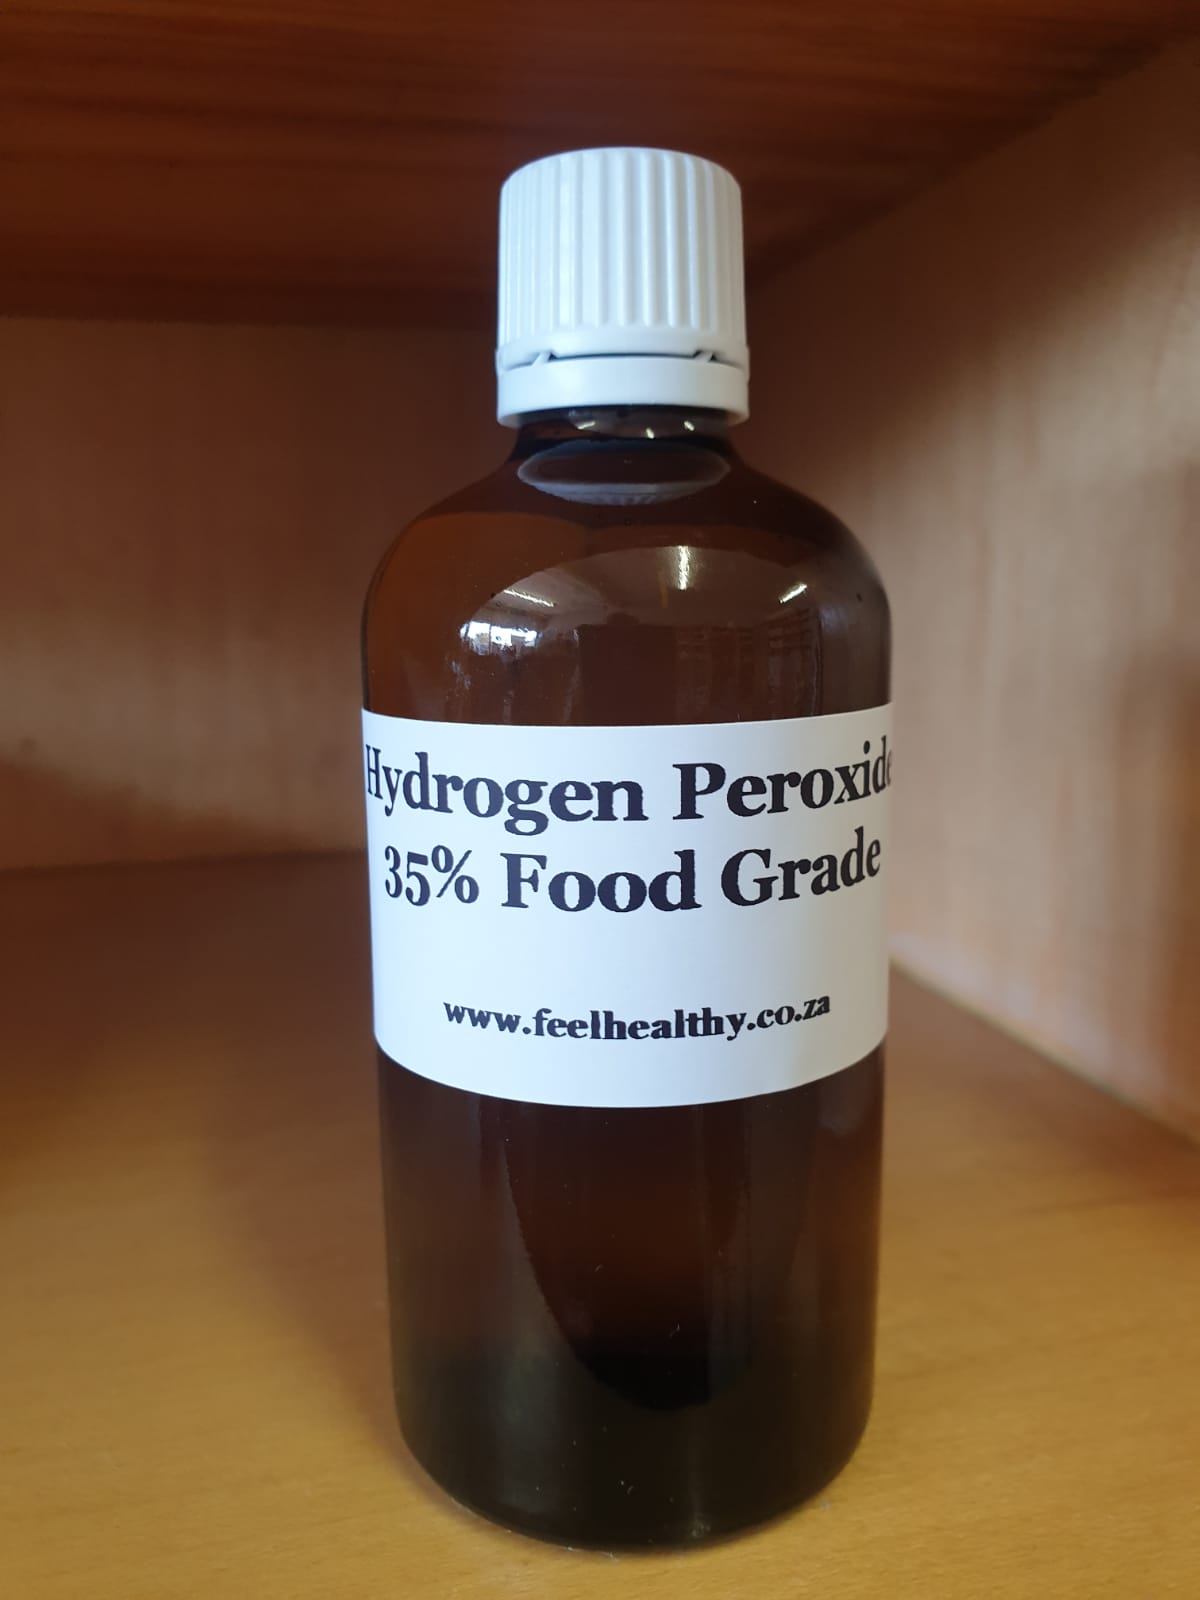 Hydrogen Peroxide
35% Food Grade
www.feelhealthy.co.za